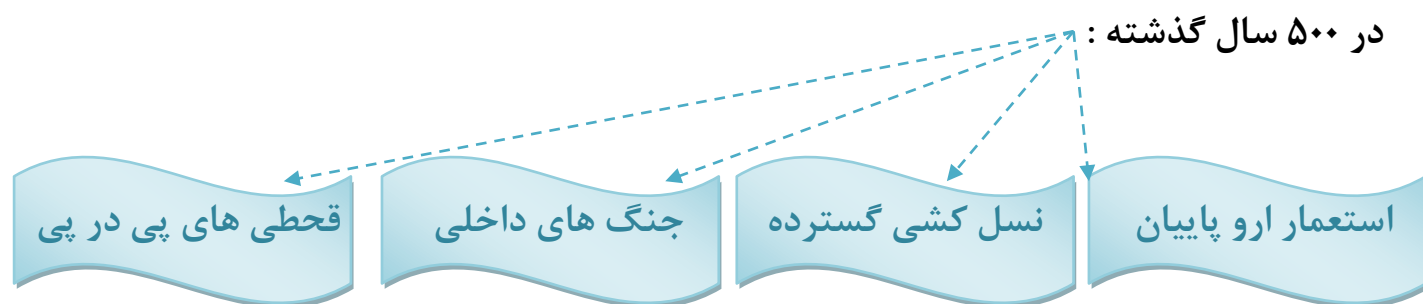 در ۵۰۰ سال گذشته :
استعمار ارو پاییان
نسل کشی گسترده
جنگ های داخلی
قحطی های پی در پی